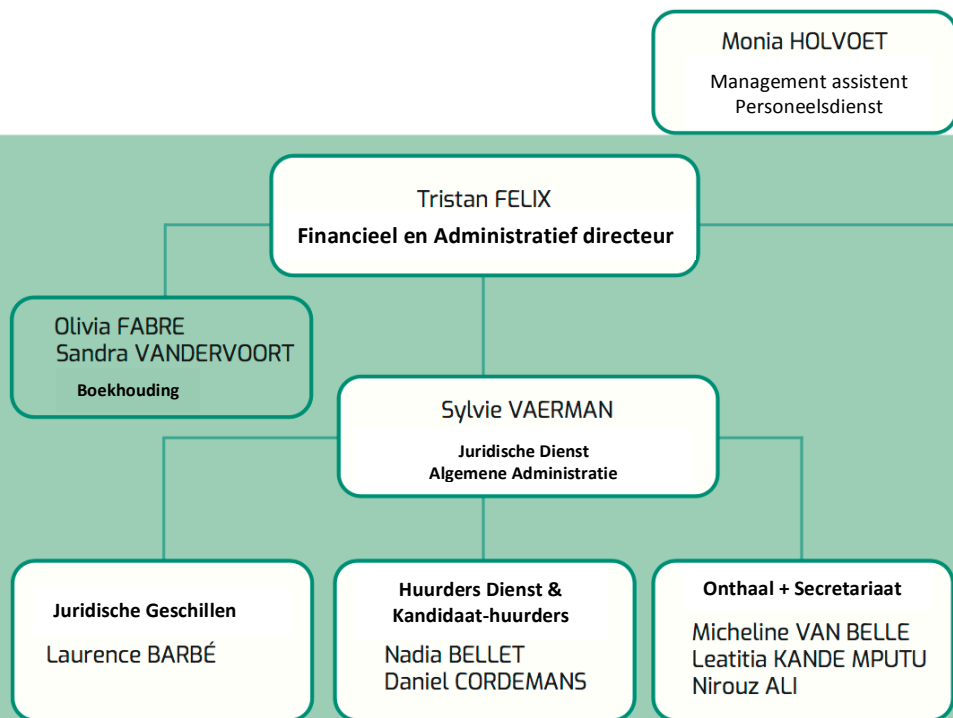 Monia HOLVOET
Management assistent
Personeelsdienst
Tristan FELIX
Financieel en Administratief directeur
Olivia FABRE
Sandra VANDERVOORT
Boekhouding
Sylvie VAERMAN
Juridische Dienst
Algemene Administratie
Juridische Geschillen
Laurence BARBÉ
Huurders Dienst &
Kandidaat-huurders
Nadia BELLET
Daniel CORDEMANS
Onthaal + Secretariaat
Micheline VAN BELLE
Leatitia KANDE MPUTU
Nirouz ALI